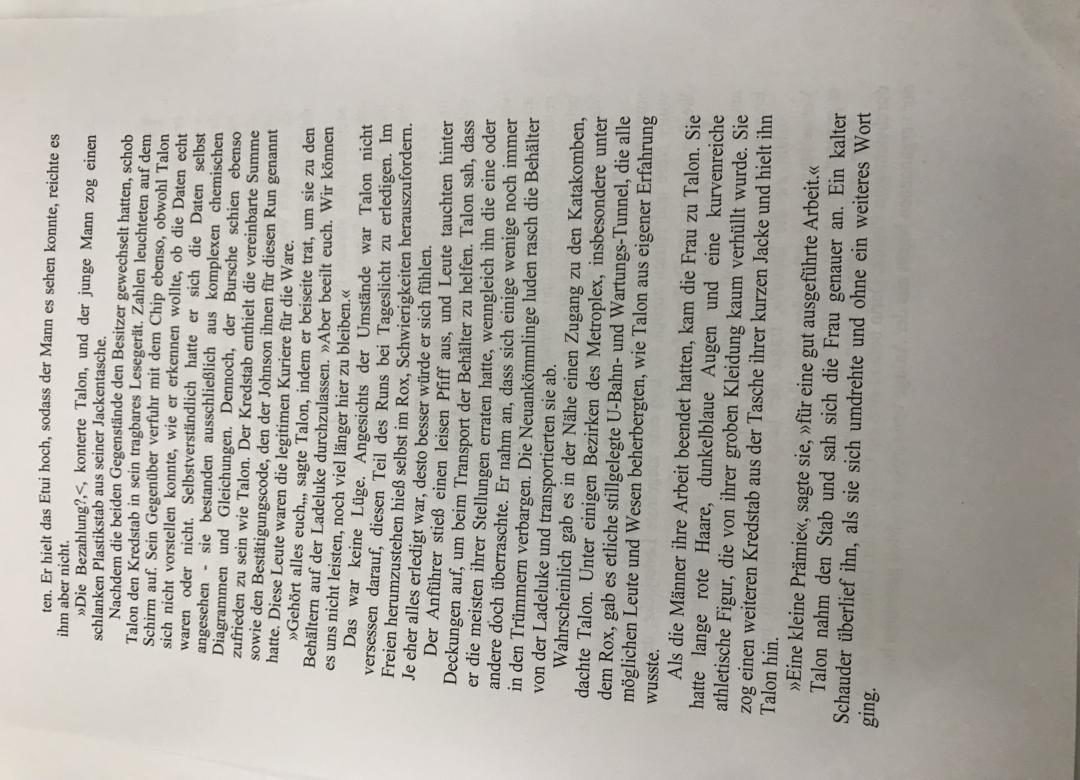 ten. Er hielt das Etui hoch, sodass der Mann es sehen konnte, reichte es
ihm aber nicht.
»Die Bezahlung?,<, konterte Talon, und der junge Mann zog einen
schlanken Plastikstab aus seiner Jackentasche.
Nachdem die beiden Gegenstände den Besitzer gewechselt hatten, schob
Talon den Kredstab in sein tragbares Lesegerät. Zahlen leuchteten auf dem
Schirm auf. Sein Gegenüber verfuhr mit dem Chip ebenso, obwohl Talon
sich nicht vorstellen konnte, wie er erkennen wollte, ob die Daten echt
waren oder nicht. Selbstverständlich hatte er sich die Daten selbst
angesehen - sie bestanden ausschließlich aus komplexen chemischen
Diagrammen und Gleichungen. Dennoch, der Bursche schien ebenso
zufrieden zu sein wie Talon. Der Kredstab enthielt die vereinbarte Summe
sowie den Bestätigungscode, den der Johnson ihnen für diesen Run genannt
hatte. Diese Leute waren die legitimen Kuriere für die Ware.
»Gehört alles euch„, sagte Talon, indem er beiseite trat, um sie zu den
Behältern auf der Ladeluke durchzulassen. »Aber beeilt euch. Wir können
es uns nicht leisten, noch viel länger hier zu bleiben.«
Das war keine Lüge. Angesichts der Umstände war Talon nicht
versessen darauf, diesen Teil des Runs bei Tageslicht zu erledigen. Im
Freien herumzustehen hieß selbst im Rox, Schwierigkeiten herauszufordern.
Je eher alles erledigt war, desto besser würde er sich fühlen.
Der Anführer stieß einen leisen Pfiff aus, und Leute tauchten hinter
Deckungen auf, um beim Transport der Behälter zu helfen. Talon sah, dass
er die meisten ihrer Stellungen erraten hatte, wenngleich ihn die eine oder
andere doch überraschte. Er nahm an, dass sich einige wenige noch immer
in den Trümmern verbargen. Die Neuankömmlinge luden rasch die Behälter
von der Ladeluke und transportierten sie ab.
Wahrscheinlich gab es in der Nähe einen Zugang zu den Katakomben,
dachte Talon. Unter einigen Bezirken des Metroplex, insbesondere unter
dem Rox, gab es etliche stillgelegte U-Bahn- und Wartungs-Tunnel, die alle
möglichen Leute und Wesen beherbergten, wie Talon aus eigener Erfahrung
wusste.
Als die Männer ihre Arbeit beendet hatten, kam die Frau zu Talon. Sie
hatte lange rote Haare, dunkelblaue Augen und eine kurvenreiche
athletische Figur, die von ihrer groben Kleidung kaum verhüllt wurde. Sie
zog einen weiteren Kredstab aus der Tasche ihrer kurzen Jacke und hielt ihn
Talon hin.
»Eine kleine Prämie«, sagte sie, »für eine gut ausgeführte Arbeit.«
Talon nahm den Stab und sah sich die Frau genauer an. Ein kalter
Schauder überlief ihn, als sie sich umdrehte und ohne ein weiteres Wort
ging.